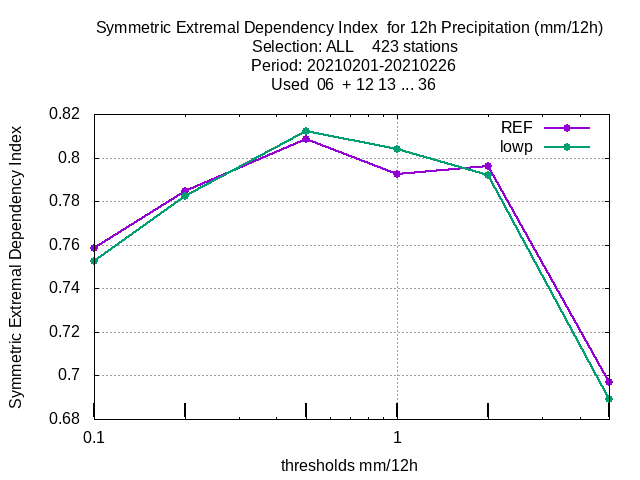 Symmetric Extremal Dependency Index  for 12h Precipitation (mm/12h)
Selection: ALL    423 stations
Period: 20210201-20210226
Used  06  + 12 13 ... 36
REF
lowp
0.82
0.8
0.78
0.76
0.74
0.72
0.7
0.68
Symmetric Extremal Dependency Index
0.1
1
thresholds mm/12h